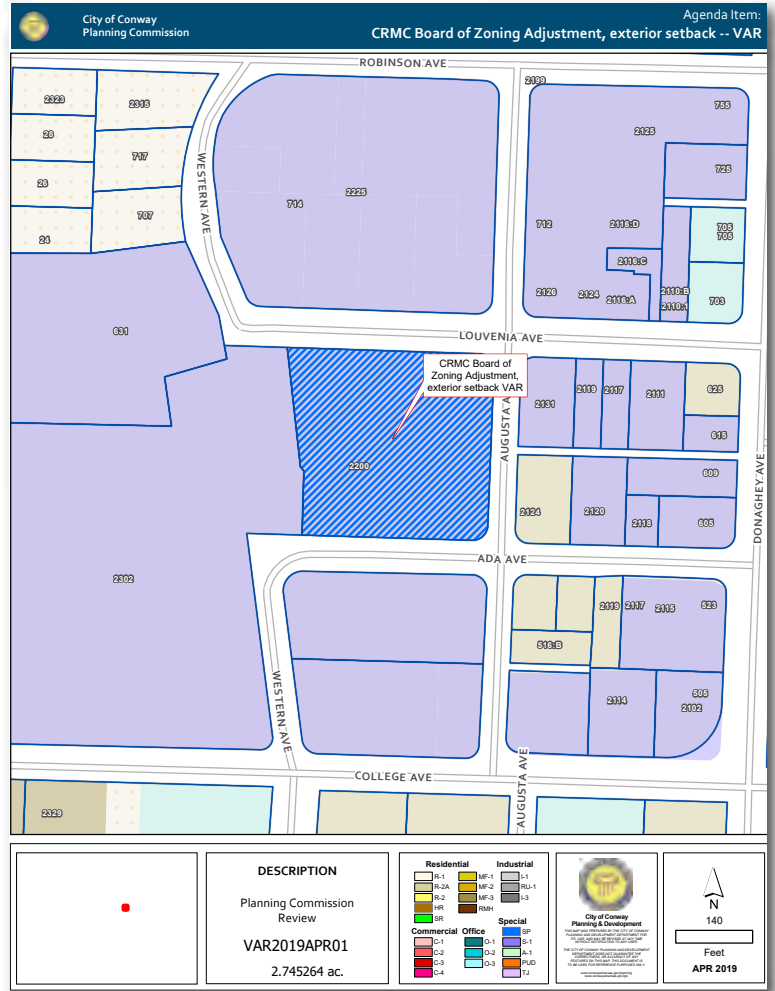 City of Conway
Planning Commission
Agenda Item:
CRMC Board of Zoning Adjustment, exterior setback -- VAR
ROBINSON AVE
2199
2323
2315
755
2125
28
717
725
WESTERN AVE
26
714
2225
707
712
2116:D
705
705
24
2116:C
2126
2124
2116:A
2110:B
2110:1
703
631
LOUVENIA AVE
CRMC Board of
Zoning Adjustment,
exterior setback VAR
2131
2119
2117
2111
625
AUGUSTA A
615
2200
609
DONAGHEY AVE
2124
2120
2118
605
ADA AVE
2302
2119
2117
2115
523
516:B
WESTERN AVE
2114
505
2102
COLLEGE AVE
AUGUSTA AVE
2329
DESCRIPTION
Planning Commission
Review
VAR2019APR01
2.745264 ac.
Residential
R-1
R-2A
R-2
HR
SR
MF-1
MF-2
MF-3
RMH
Industrial
I-1
RU-1
I-3
Commercial
C-1
C-2
C-3
C-4
Office
O-1
O-2
O-3
Special
SP
S-1
A-1
PUD
TJ
City of Conway
Planning & Development
N
140
Feet
APR 2019